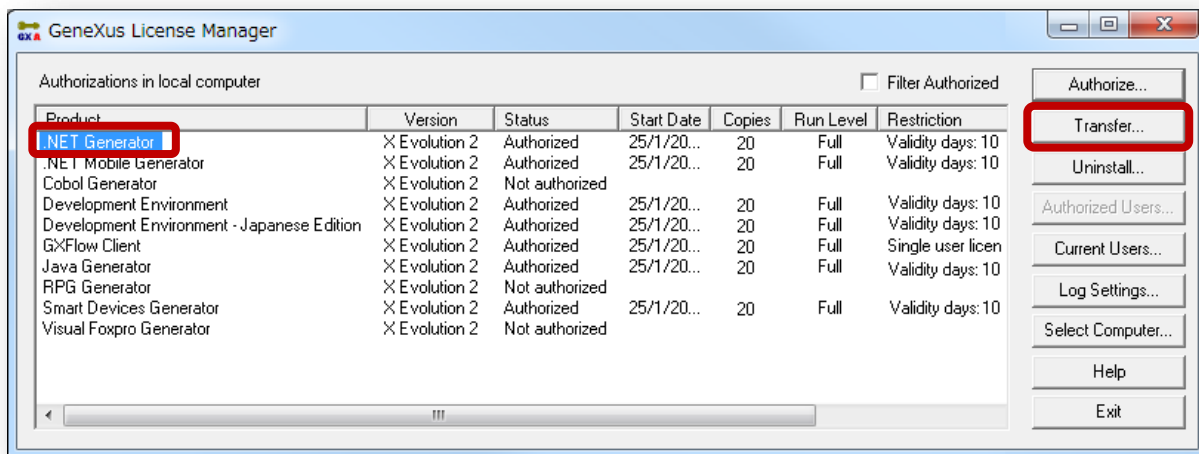 GeneXus License Manager
Authorizations in local computer
Filter Authorized
Product Version Status Start Date Copies Run Level Restriction
.NET Generator X Evolution 2 Authorized 25/1/20... 20 Full Validity days: 10
.NET Mobile Generator X Evolution 2 Authorized 25/1/20... 20 Full Validity days: 10
Cobol Generator X Evolution 2 Not authorized
Development Environment X Evolution 2 Authorized 25/1/20... 20 Full Validity days: 10
Development Environment - Japanese Edition X Evolution 2 Authorized 25/1/20... 20 Full Validity days: 10
GXFlow Client X Evolution 2 Authorized 25/1/20... 20 Full Single user licen
Java Generator X Evolution 2 Authorized 25/1/20... 20 Full Validity days: 10
RPG Generator X Evolution 2 Not authorized
Smart Devices Generator X Evolution 2 Authorized 25/1/20... 20 Full Validity days: 10
Visual Foxpro Generator X Evolution 2 Not authorized
Authorize...
Transfer...
Uninstall...
Authorized Users...
Current Users...
Log Settings...
Select Computer...
Help
Exit